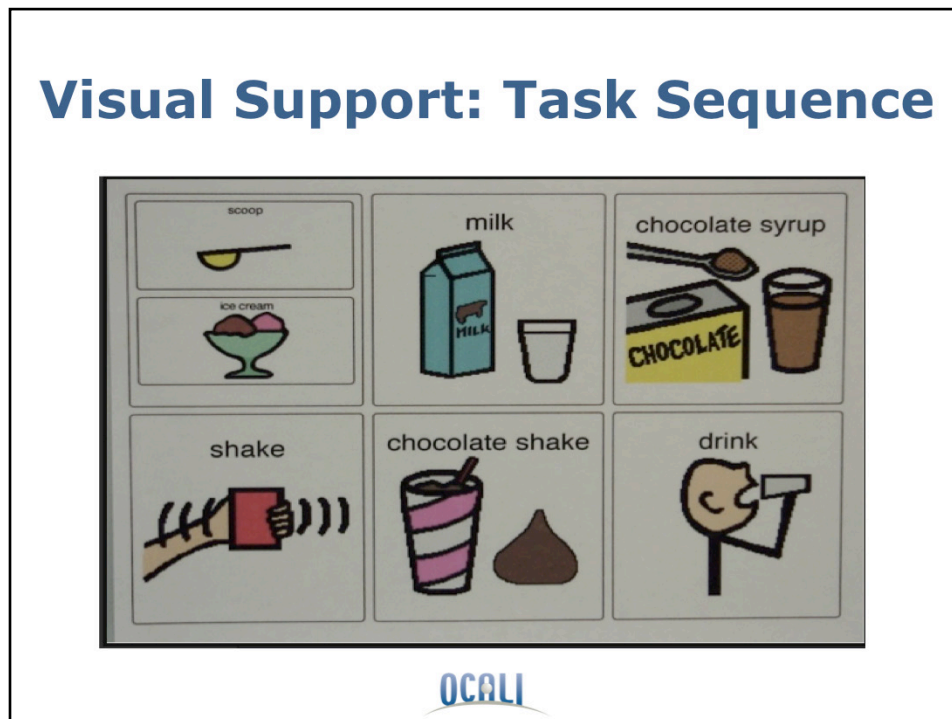 Visual Support: Task Sequence
scoop
ice cream
milk
MILK
chocolate syrup
CHOCOLATE
shake
chocolate shake
drink
OCALI